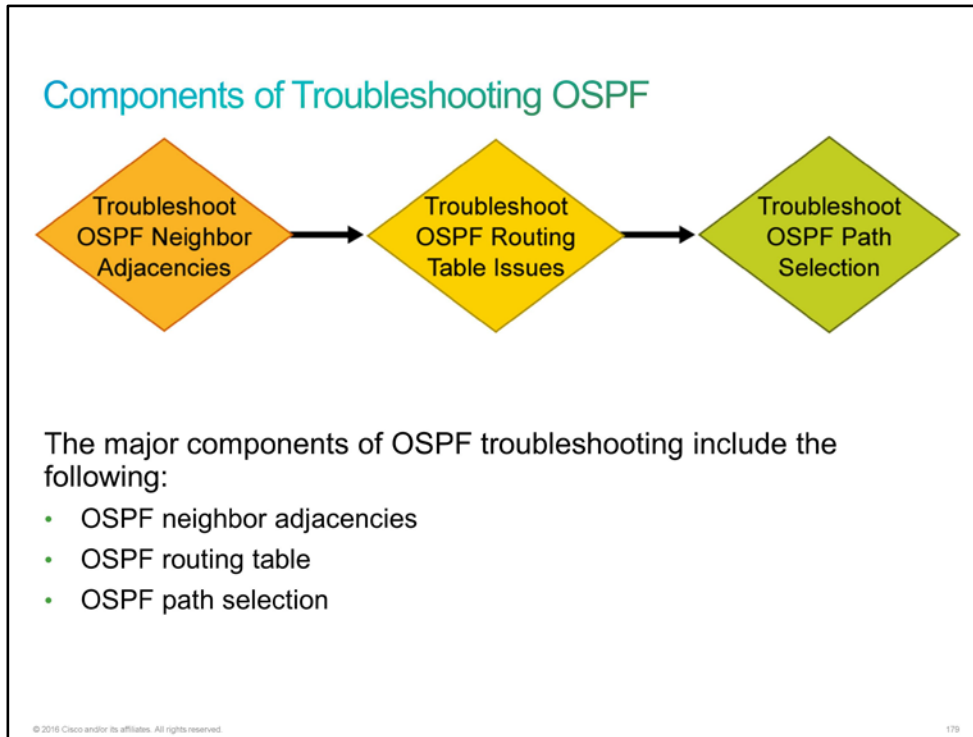 Components of Troubleshooting OSPF
Troubleshoot
OSPF Neighbor
Adjacencies
Troubleshoot
OSPF Routing
Table Issues
Troubleshoot
OSPF Path
Selection
The major components of OSPF troubleshooting include the
following:
• OSPF neighbor adjacencies
• OSPF routing table
• OSPF path selection
© 2016 Cisco and/or its affiliates. All rights reserved.
179